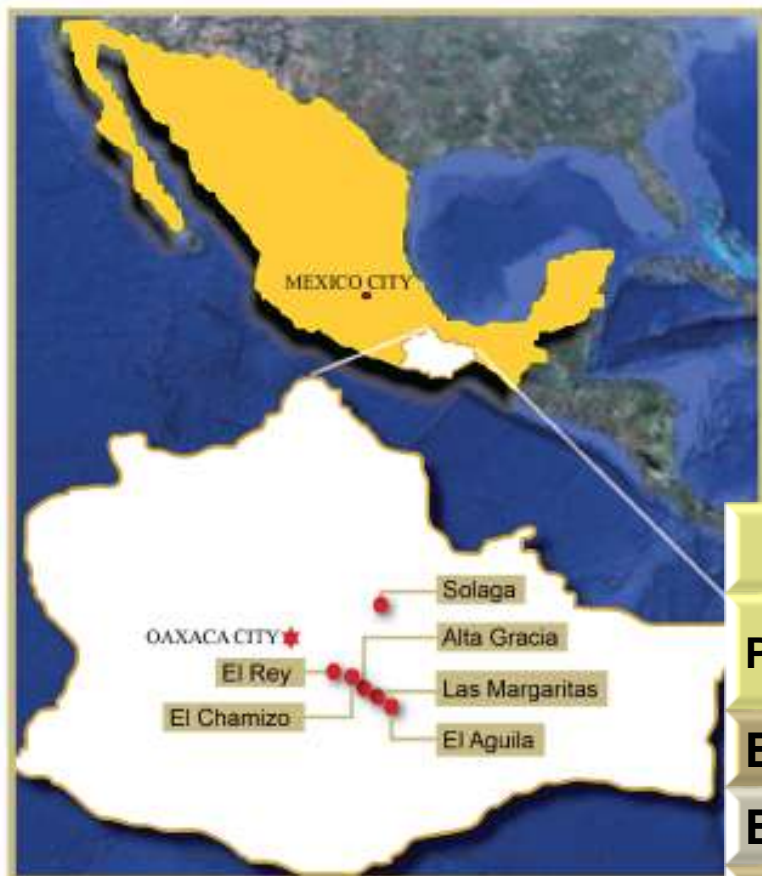 MEXICO CITY
Solaga
OAXACA CITY
Alta Gracia
El Rey
Las Margaritas
El Chamizo
El Aguila
P
E
E